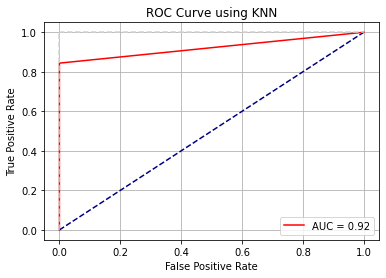 ROC Curve using KNN
True Positive Rate
1.0
0.8
0.6
0.4
0.2
0.0
AUC = 0.92
0.0 0.2 0.4 0.6 0.8 1.0
False Positive Rate